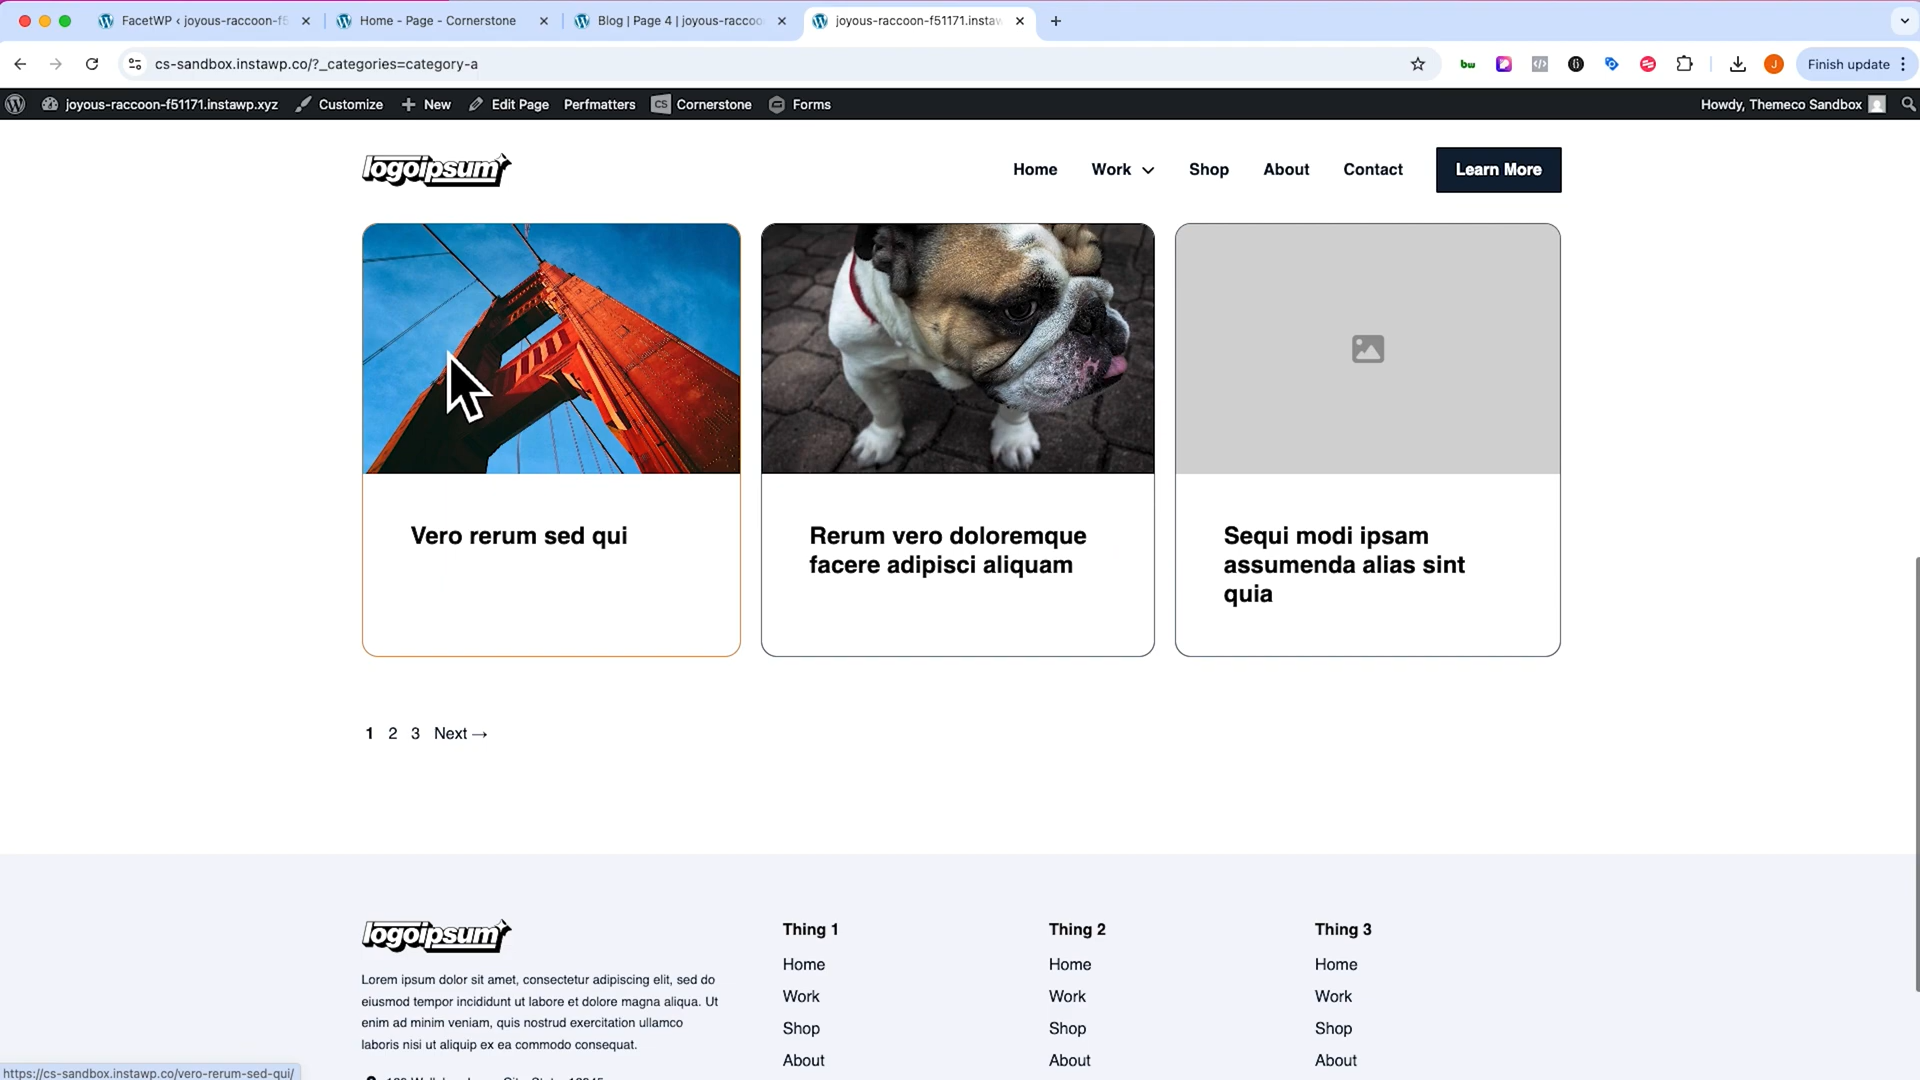 FacetWP ‹ joyous-raccoon-f5
Home - Page - Cornerstone
Blog | Page 4 | joyous-raccoo
joyous-raccoon-f51171.instaw
cs-sandbox.instawp.co/?_categories=category-a
bw
J
Finish update
joyous-raccoon-f51171.instawp.xyz
Customize
New
Edit Page
Perfmatters
CS Cornerstone
Forms
Howdy, Themeco Sandbox
logoipsum
Home
Work
Shop
About
Contact
Learn More
Vero rerum sed qui
Rerum vero doloremque
facere adipisci aliquam
Sequi modi ipsam
assumenda alias sint
quia
1 2 3 Next →
logoipsum
Lorem ipsum dolor sit amet, consectetur adipiscing elit, sed do
eiusmod tempor incididunt ut labore et dolore magna aliqua. Ut
enim ad minim veniam, quis nostrud exercitation ullamco
laboris nisi ut aliquip ex ea commodo consequat.
Thing 1
Home
Work
Shop
About
Thing 2
Home
Work
Shop
About
Thing 3
Home
Work
Shop
About
https://cs-sandbox.instawp.co/vero-rerum-sed-qui/